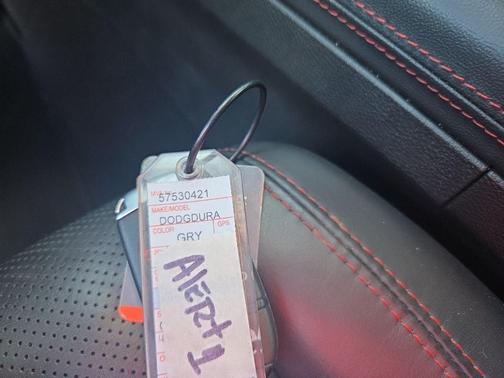 57530421
MAKE/MODEL
DODGDURA
COLOR GPS
GRY
ALERT 1